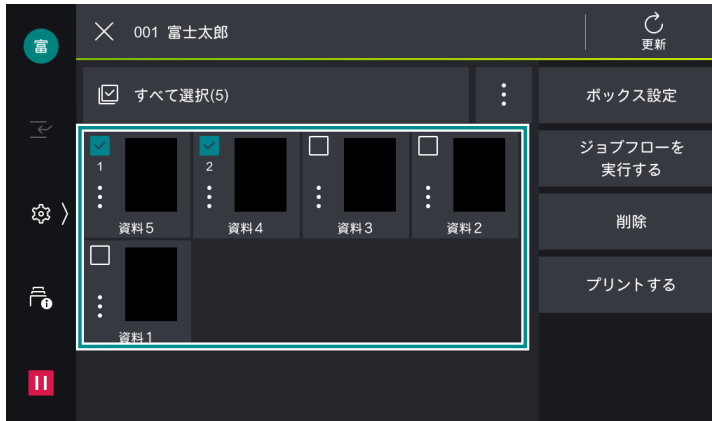 富
001 富士太郎
更新
すべて選択(5)
ボックス設定
1
2
資料5
資料4
資料3
資料2
ジョブフローを
実行する
削除
資料1
プリントする